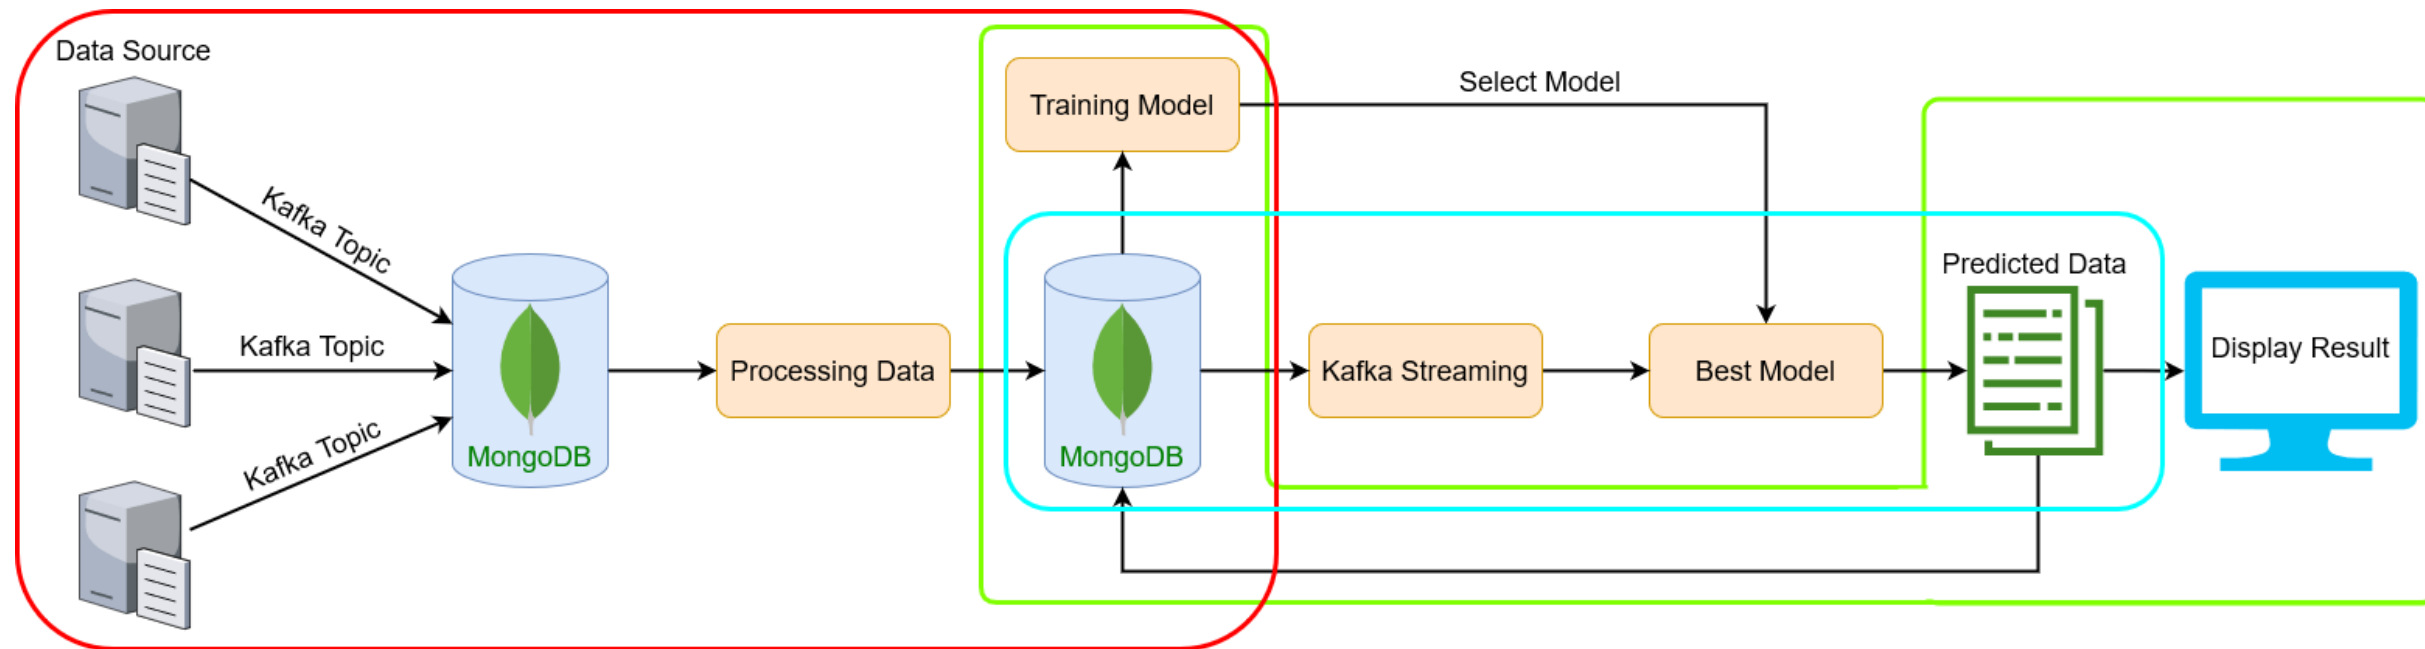 Data Source
Kafka Topic
Kafka Topic
Kafka Topic
MongoDB
Processing Data
Training Model
MongoDB
Select Model
Kafka Streaming
Best Model
Predicted Data
Display Result